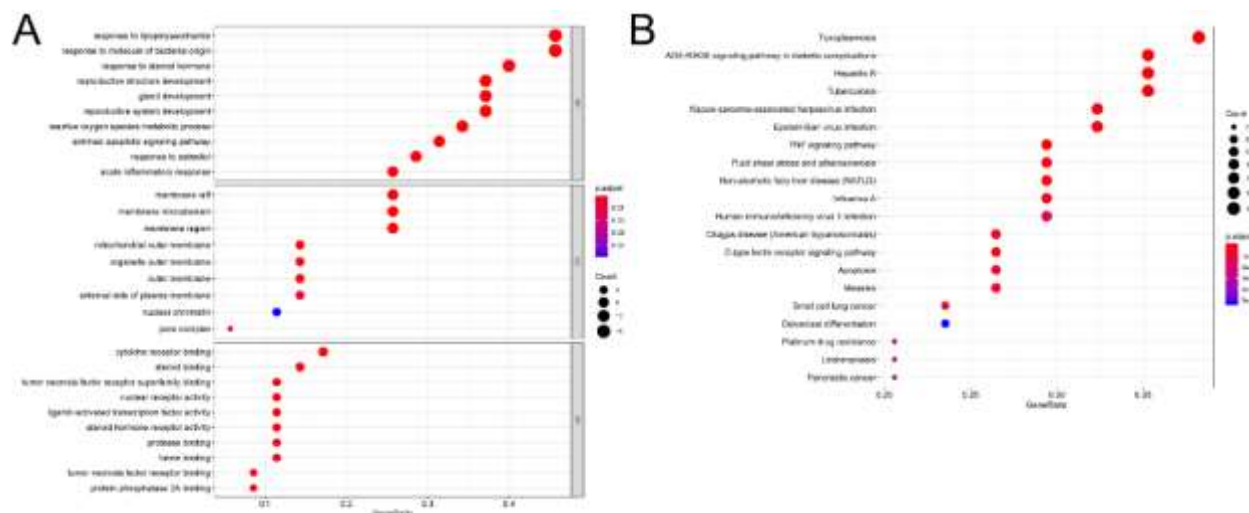 A
response to lipopolysaccharide
response to molecule of bacterial origin
response to steroid hormone
reproductive structure development
gland development
reproductive system development
reactive oxygen species metabolic process
extrinsic apoptotic signaling pathway
response to estradiol
acute inflammatory response
membrane raft
membrane microdomain
membrane region
mitochondrial outer membrane
organelle outer membrane
outer membrane
external side of plasma membrane
nuclear chromatin
pore complex
cytokine receptor binding
steroid binding
tumor necrosis factor receptor superfamily binding
nuclear receptor activity
ligand-activated transcription factor activity
steroid hormone receptor activity
protease binding
heme binding
tumor necrosis factor receptor binding
protein phosphatase 2A binding
0.1 0.2 0.3 0.4
GeneRatio
p.adjust
Count
B
Toxoplasmosis
AGE-RAGE signaling pathway in diabetic complications
Hepatitis B
Tuberculosis
Kaposi sarcoma-associated herpesvirus infection
Epstein-Barr virus infection
TNF signaling pathway
Fluid shear stress and atherosclerosis
Non-alcoholic fatty liver disease (NAFLD)
Influenza A
Human immunodeficiency virus 1 infection
Chagas disease (American trypanosomiasis)
C-type lectin receptor signaling pathway
Apoptosis
Measles
Small cell lung cancer
Osteoclast differentiation
Platinum drug resistance
Leishmaniasis
Pancreatic cancer
0.20 0.25 0.30 0.35
GeneRatio
Count
p.adjust